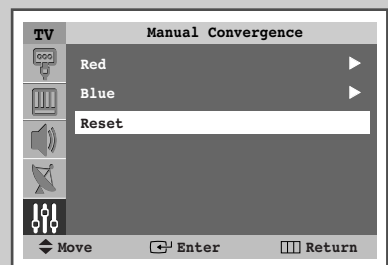 TV Manual Convergence
Red
Blue
Reset
Move Enter Return